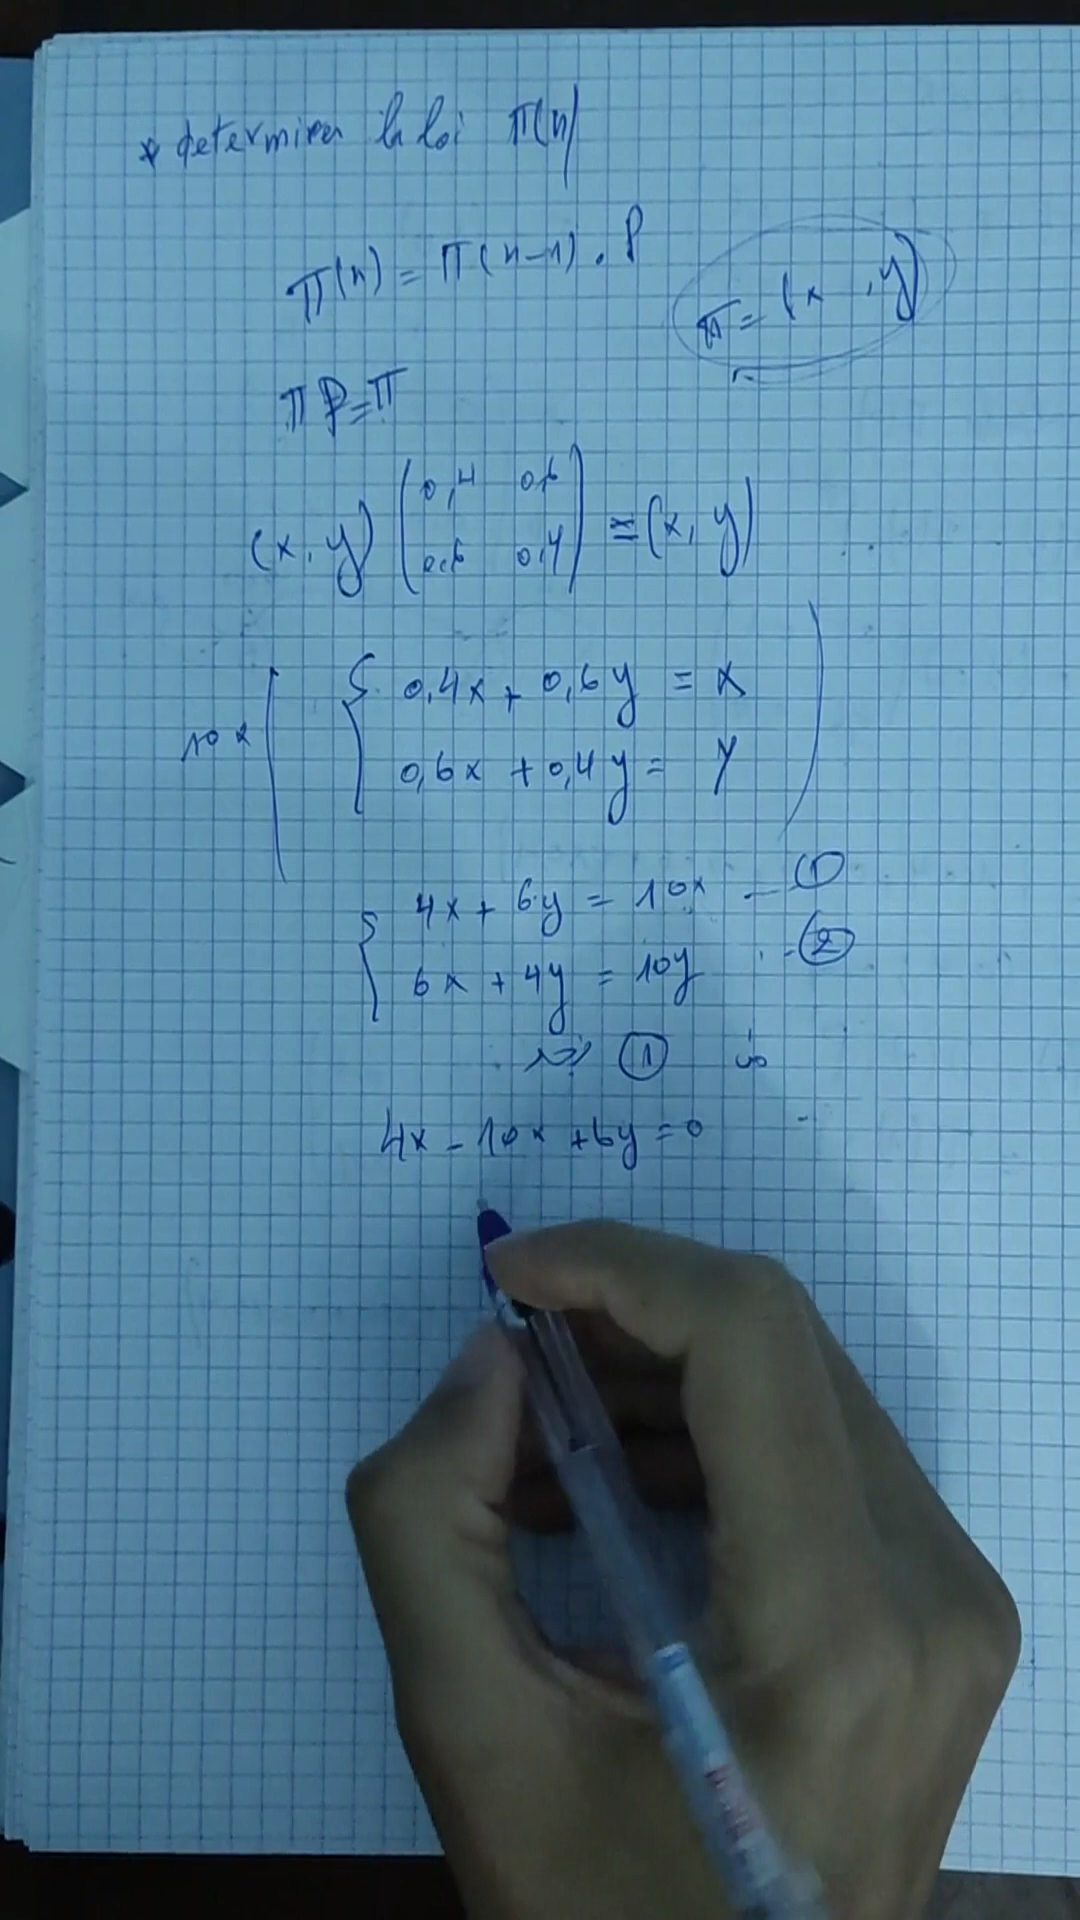 * determiner la loi π(n)
π(n) = π(n-1) . P
π = (x , y)
π P = π
(x, y) (0,4 0,6
0,6 0,4) = (x, y)
10 x
{ 0,4x + 0,6y = x
0,6x + 0,4y = y
{ 4x + 6y = 10x - ①
6x + 4y = 10y - ②
①
4x - 10x + 6y = 0